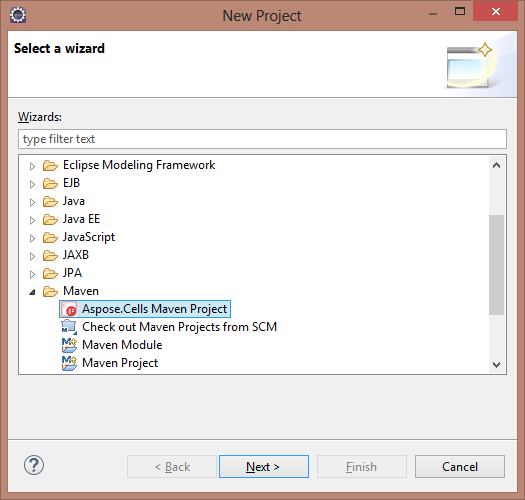 New Project
Select a wizard
Wizards:
type filter text
Eclipse Modeling Framework
EJB
Java
Java EE
JavaScript
JAXB
JPA
Maven
Aspose.Cells Maven Project
Check out Maven Projects from SCM
Maven Module
Maven Project
?
< Back Next > Finish Cancel